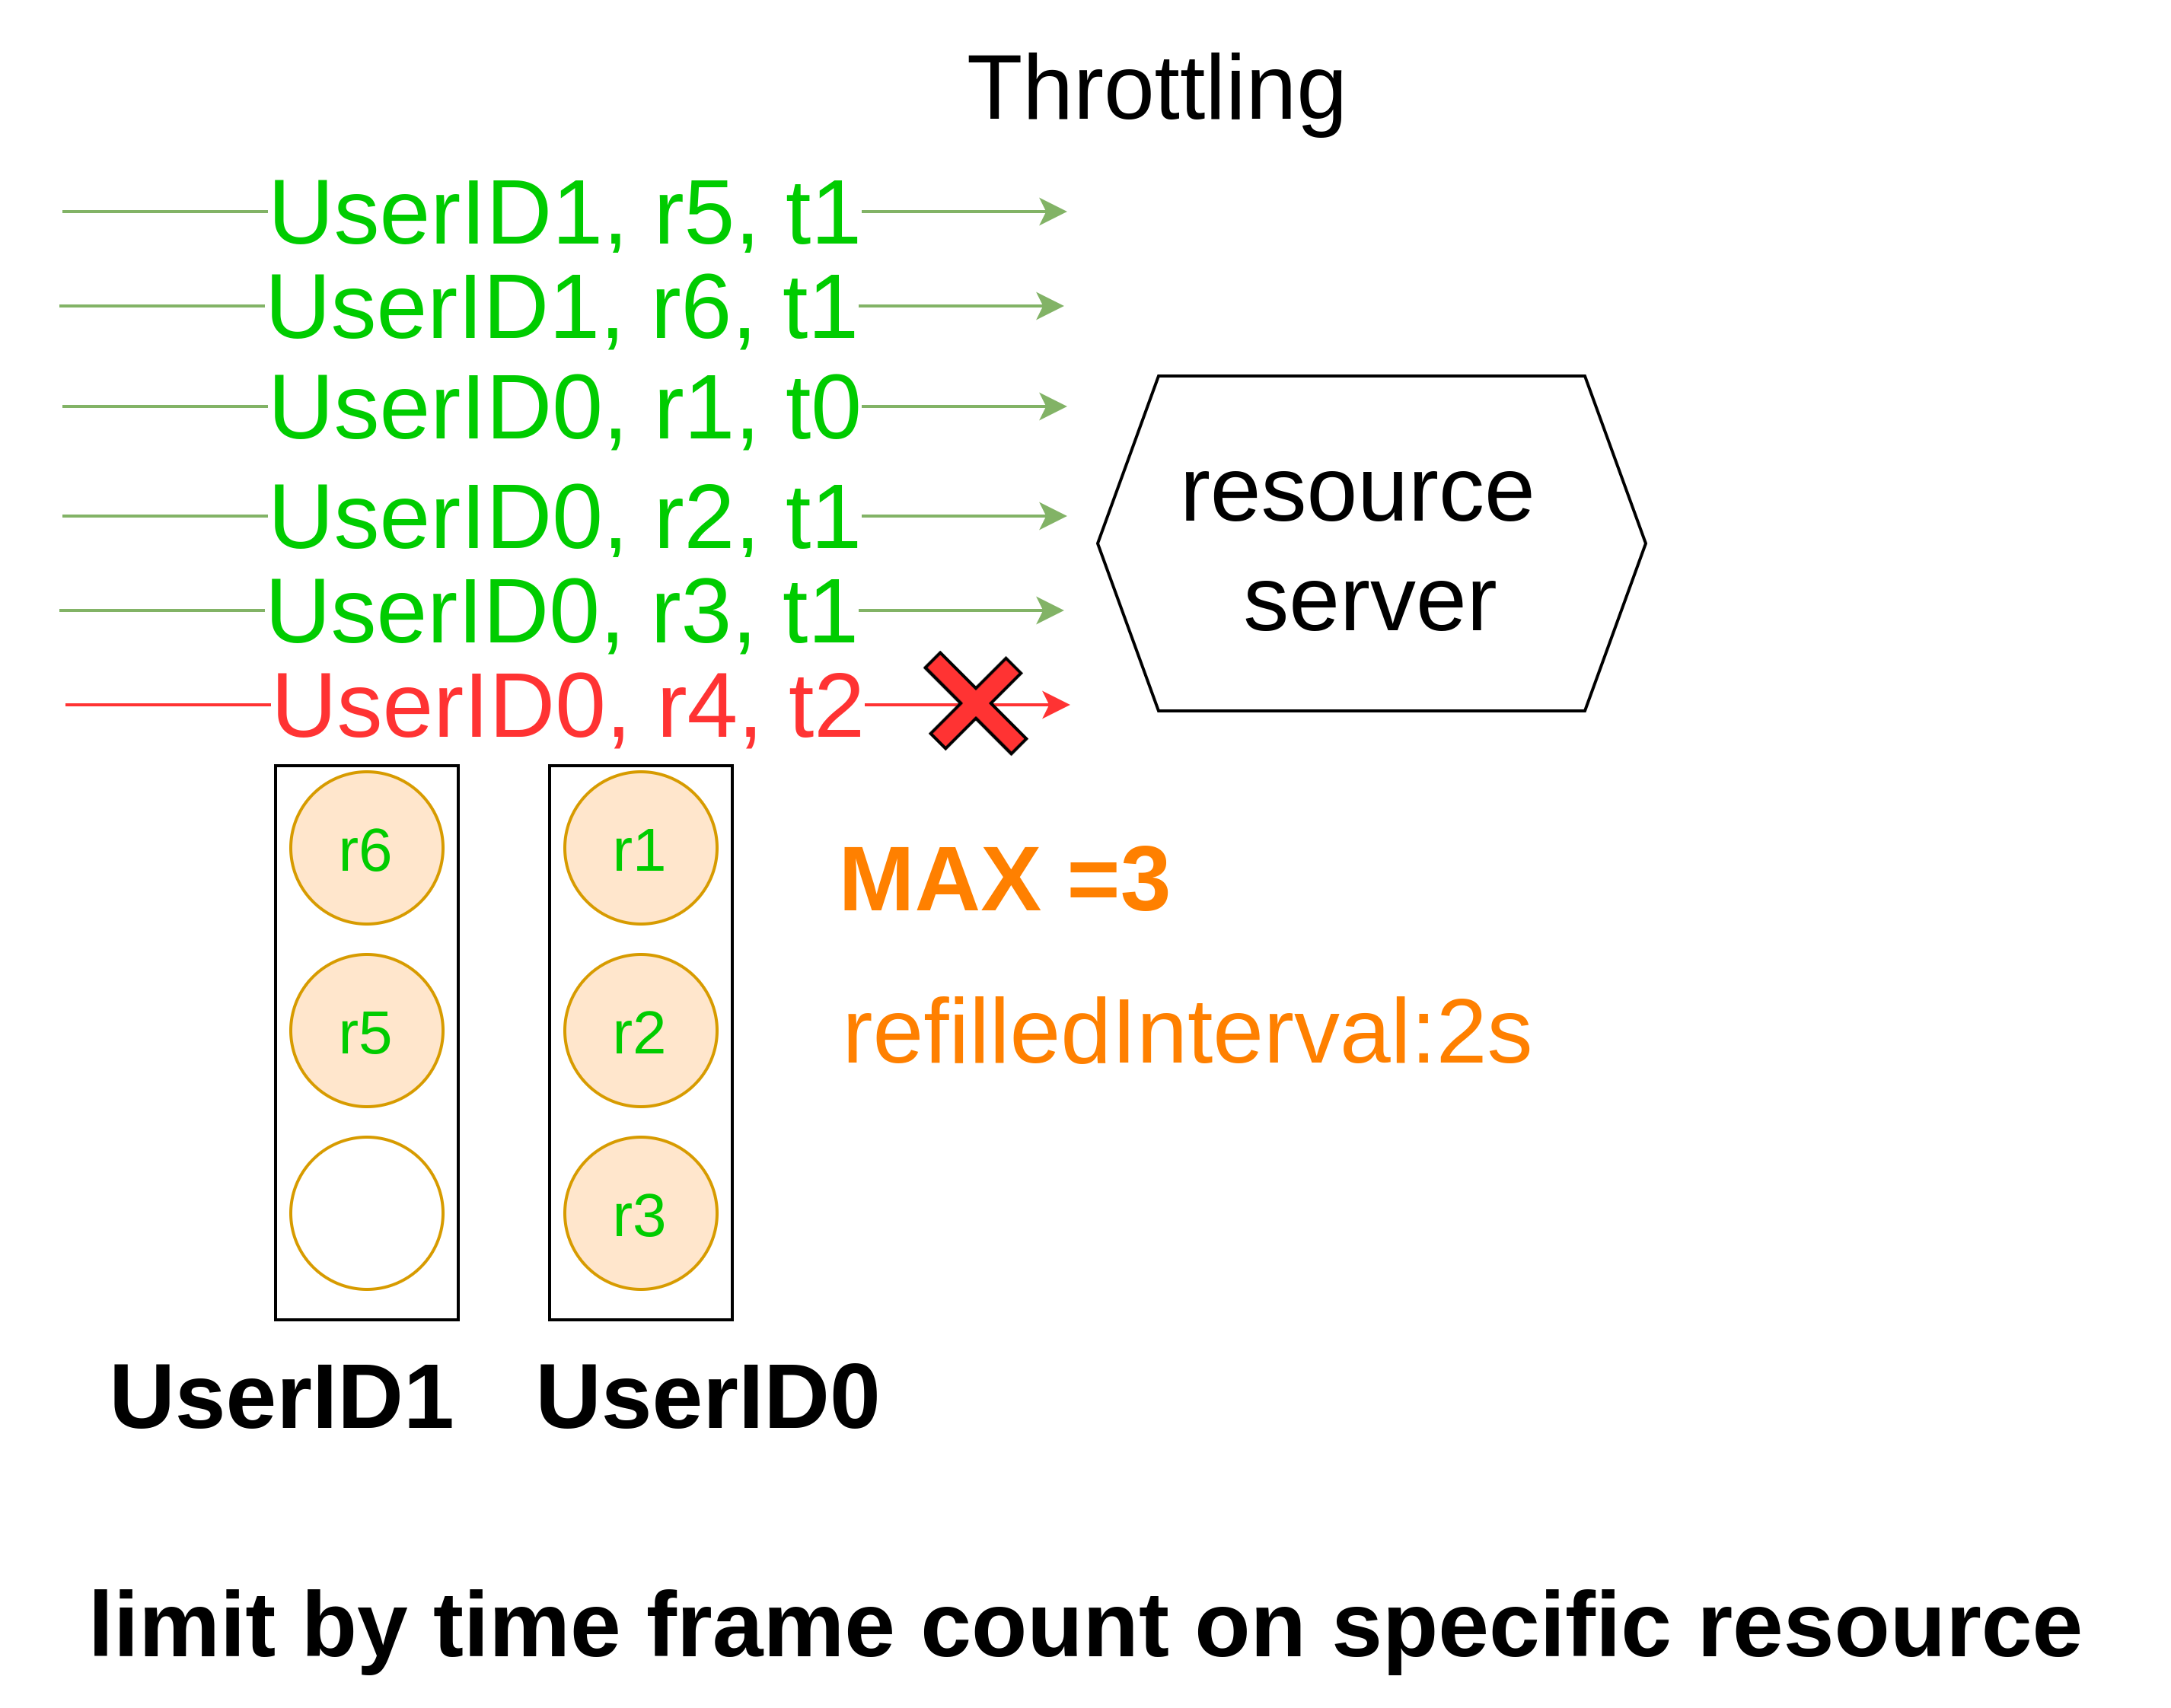 Throttling
UserID1, r5, t1
UserID1, r6, t1
UserID0, r1, t0
UserID0, r2, t1
UserID0, r3, t1
UserID0, r4, t2
resource
server
r6
r1
r5
r2
r3
MAX =3
refilledInterval:2s
UserID1
UserID0
limit by time frame count on specific resource